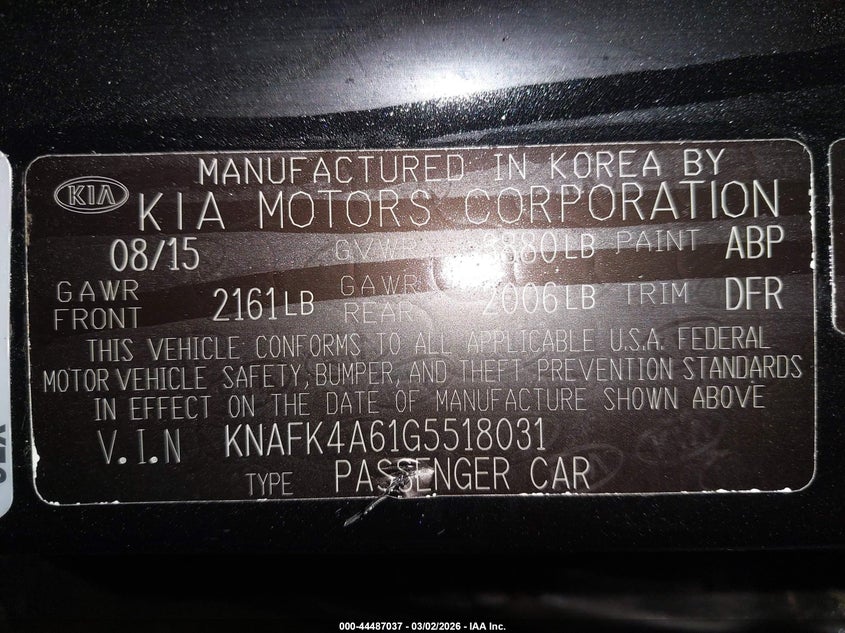 MANUFACTURED IN KOREA BY
KIA KIA MOTORS CORPORATION
08/15 GVWR 3880LB PAINT ABP
GAWR FRONT 2161LB GAWR REAR 2006LB TRIM DFR
THIS VEHICLE CONFORMS TO ALL APPLICABLE U.S.A. FEDERAL
MOTOR VEHICLE SAFETY, BUMPER, AND THEFT PREVENTION STANDARDS
IN EFFECT ON THE DATE OF MANUFACTURE SHOWN ABOVE
V.I.N KNAFK4A61G5518031
TYPE PASSENGER CAR
000-44487037 - 03/02/2026 - IAA Inc.